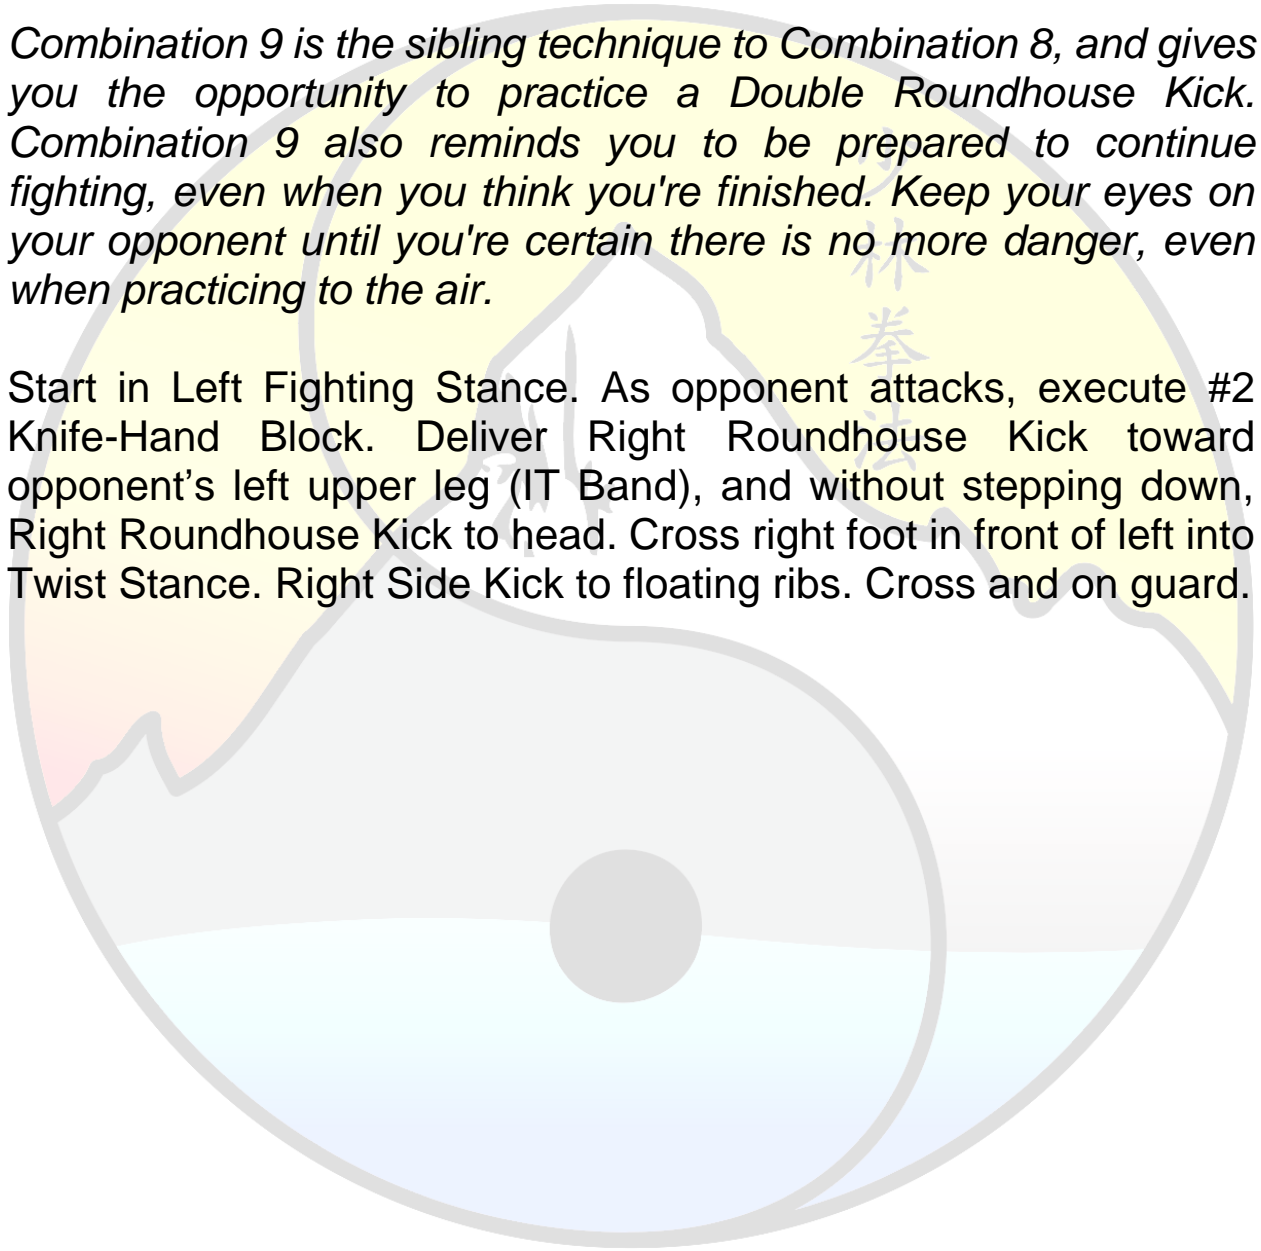 Combination 9 is the sibling technique to Combination 8, and gives
you the opportunity to practice a Double Roundhouse Kick.
Combination 9 also reminds you to be prepared to continue
fighting, even when you think you're finished. Keep your eyes on
your opponent until you're certain there is no more danger, even
when practicing to the air.
Start in Left Fighting Stance. As opponent attacks, execute #2
Knife-Hand Block. Deliver Right Roundhouse Kick toward
opponent’s left upper leg (IT Band), and without stepping down,
Right Roundhouse Kick to head. Cross right foot in front of left into
Twist Stance. Right Side Kick to floating ribs. Cross and on guard.
少林拳法